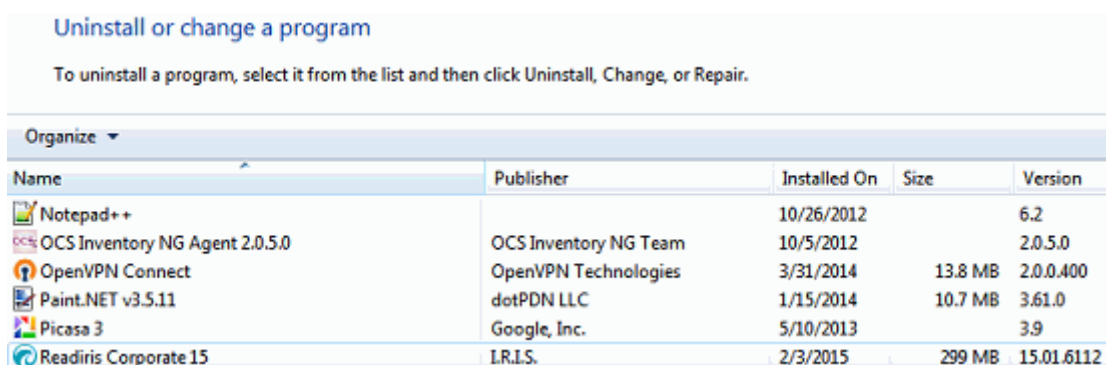 Uninstall or change a program
To uninstall a program, select it from the list and then click Uninstall, Change, or Repair.
Organize
Name Publisher Installed On Size Version
Notepad++ 10/26/2012 6.2
OCS Inventory NG Agent 2.0.5.0 OCS Inventory NG Team 10/5/2012 2.0.5.0
OpenVPN Connect OpenVPN Technologies 3/31/2014 13.8 MB 2.0.0.400
Paint.NET v3.5.11 dotPDN LLC 1/15/2014 10.7 MB 3.61.0
Picasa 3 Google, Inc. 5/10/2013 3.9
Readiris Corporate 15 I.R.I.S. 2/3/2015 299 MB 15.01.6112